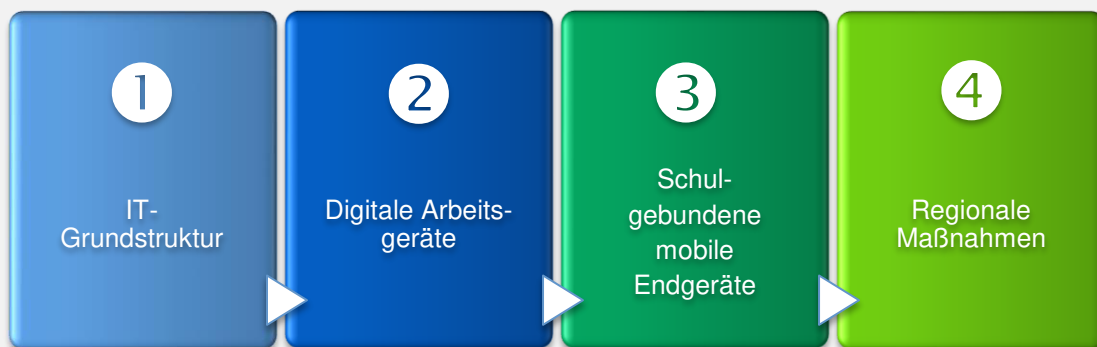 1
IT-
Grundstruktur
2
Digitale Arbeits-
geräte
3
Schul-
gebundene
mobile
Endgeräte
4
Regionale
Maßnahmen